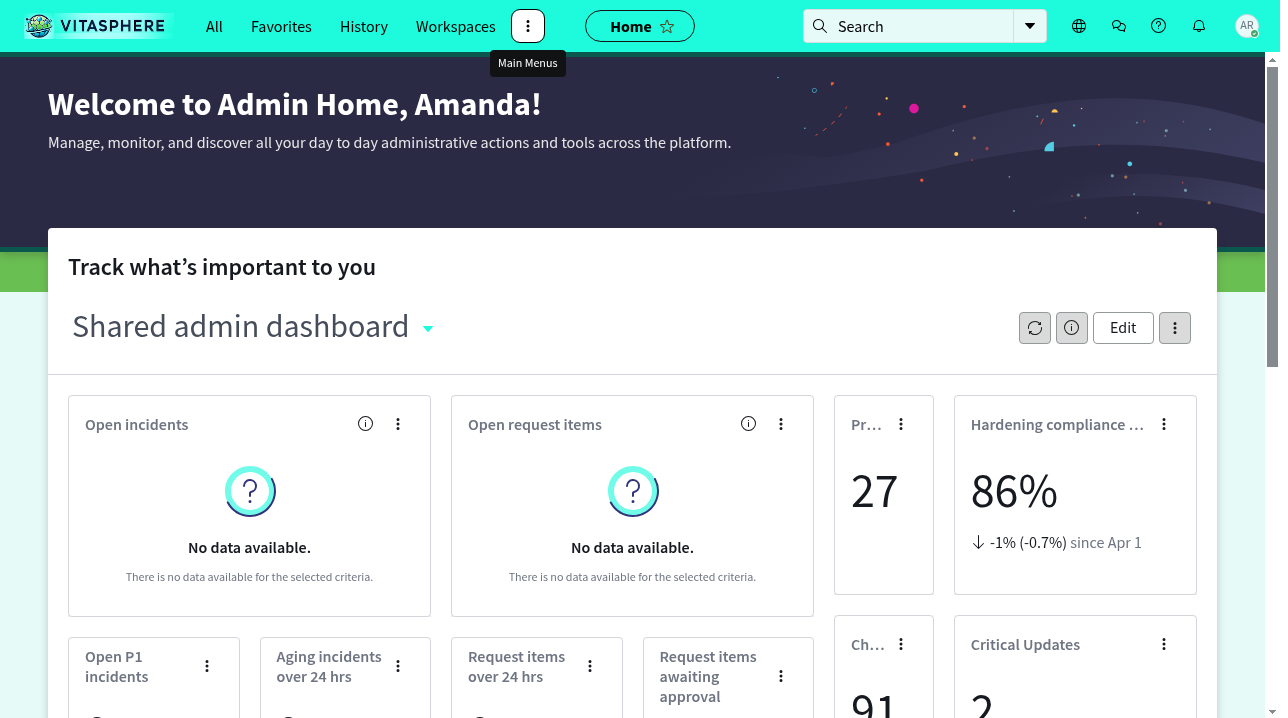 VITASPHERE
All
Favorites
History
Workspaces
Home
Search
AR
Main Menus
Welcome to Admin Home, Amanda!
Manage, monitor, and discover all your day to day administrative actions and tools across the platform.
Track what's important to you
Shared admin dashboard
Edit
Open incidents
?
No data available.
There is no data available for the selected criteria.
Open request items
?
No data available.
There is no data available for the selected criteria.
Pr...
27
Hardening compliance ...
86%
-1% (-0.7%) since Apr 1
Open P1
incidents
Aging incidents
over 24 hrs
Request items
over 24 hrs
Request items
awaiting
approval
Ch...
91
Critical Updates
2